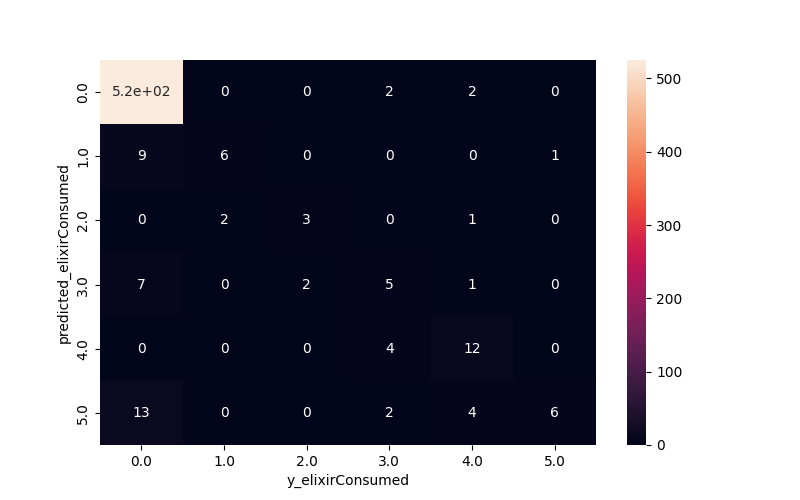 predicted_elixirConsumed
0.0 5.2e+02 0 0 2 2 0
1.0 9 6 0 0 0 1
2.0 0 2 3 0 1 0
3.0 7 0 2 5 1 0
4.0 0 0 0 4 12 0
5.0 13 0 0 2 4 6
0.0 1.0 2.0 3.0 4.0 5.0
y_elixirConsumed
500
400
300
200
100
0